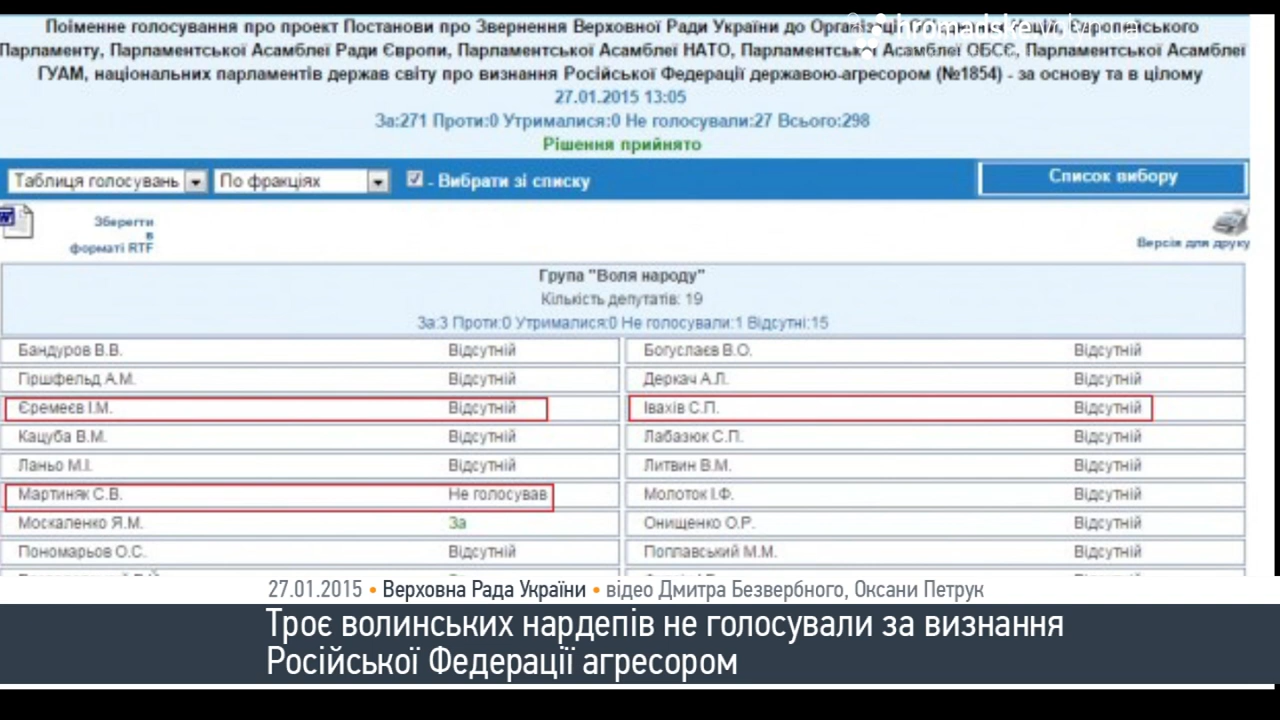 Поіменне голосування про проект Постанови про Звернення Верховної Ради України до Організації Європейського
Парламенту, Парламентської Асамблеї Ради Європи, Парламентської Асамблеї НАТО, Парламентської Асамблеї ОБСЄ, Парламентської Асамблеї
ГУАМ, національних парламентів держав світу про визнання Російської Федерації державою-агресором (№1854) - за основу та в цілому
27.01.2015 13:05
За:271 Проти:0 Утрималися:0 Не голосували:27 Всього:298
Рішення прийнято
Таблиця голосувань По фракціях - Вибрати зі списку Список вибору
Зберегти
в
форматі RTF
Версія для друку
Група "Воля народу"
Кількість депутатів: 19
За:3 Проти:0 Утрималися:0 Не голосували:1 Відсутні:15
Бандуров В.В. Відсутній Богуслаєв В.О. Відсутній
Гіршфельд А.М. Відсутній Деркач А.Л. Відсутній
Єремеєв І.М. Відсутній Івахів С.П. Відсутній
Кацуба В.М. Відсутній Лабазюк С.П. Відсутній
Ланьо М.І. Відсутній Литвин В.М. Відсутній
Мартиняк С.В. Не голосував Молоток І.Ф. Відсутній
Москаленко Я.М. За Онищенко О.Р. Відсутній
Пономарьов О.С. Відсутній Поплавський М.М. Відсутній
27.01.2015 • Верховна Рада України • відео Дмитра Безвербного, Оксани Петрук
Троє волинських нардепів не голосували за визнання
Російської Федерації агресором